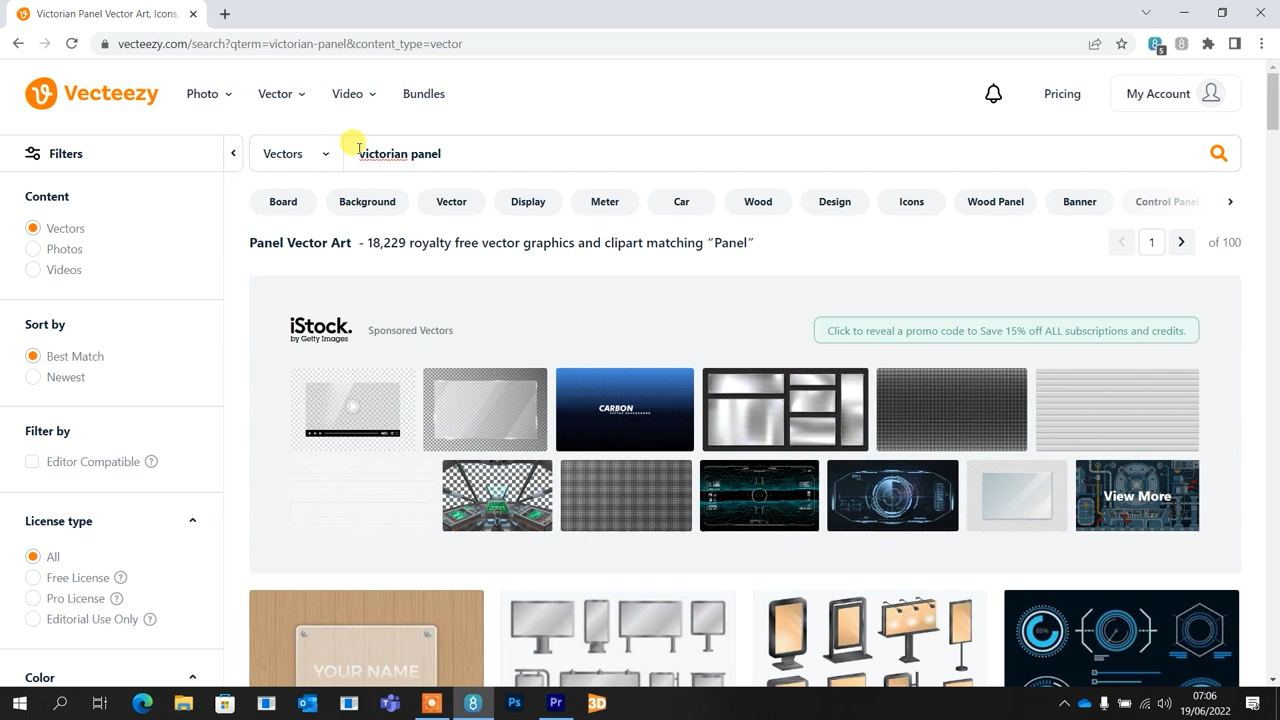 Victorian Panel Vector Art, Icons,
vecteezy.com/search?qterm=victorian-panel&content_type=vector
5
Vecteezy
Photo
Vector
Video
Bundles
Pricing
My Account
Filters
Vectors
victorian panel
Board
Background
Vector
Display
Meter
Car
Wood
Design
Icons
Wood Panel
Banner
Control Panel
Panel Vector Art - 18,229 royalty free vector graphics and clipart matching “Panel”
1
of 100
Content
Vectors
Photos
Videos
Sort by
Best Match
Newest
Filter by
Editor Compatible ?
License type
All
Free License ?
Pro License ?
Editorial Use Only ?
Color
iStock.
by Getty Images
Sponsored Vectors
Click to reveal a promo code to Save 15% off ALL subscriptions and credits.
CARBON
View More
YOUR NAME
85%
07:06
19/06/2022